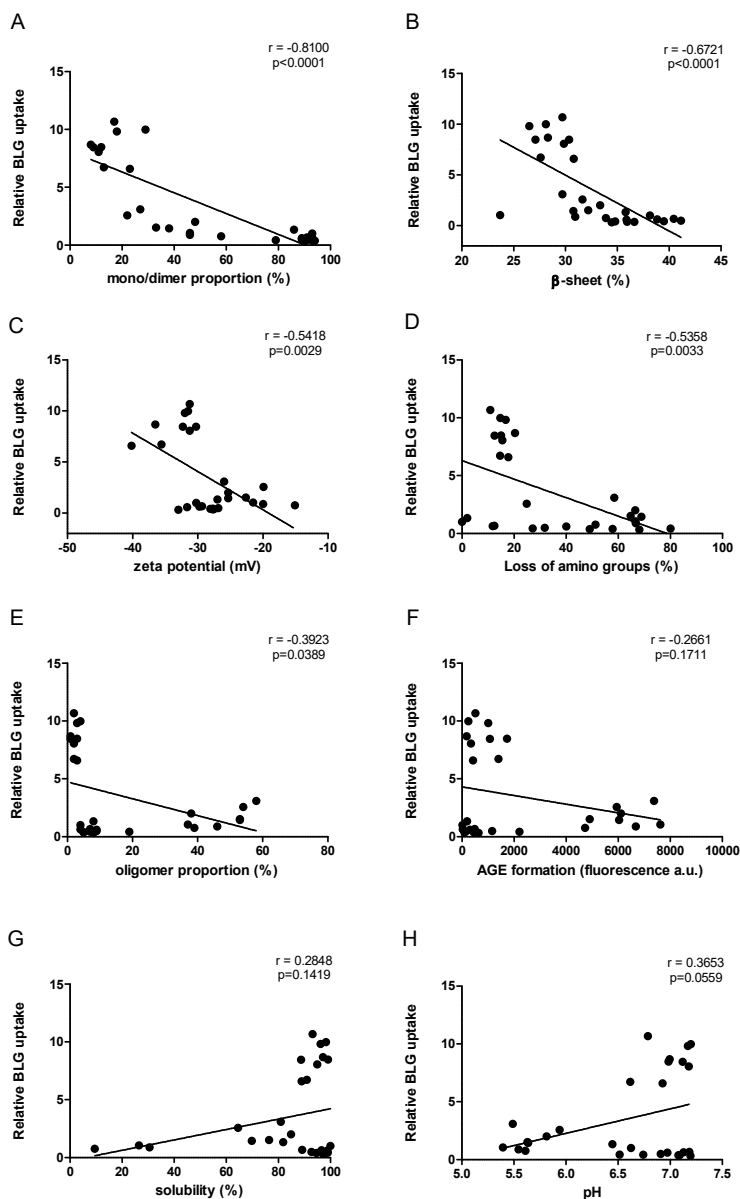 A
r = -0.8100
p<0.0001
Relative BLG uptake
15
10
5
0
0 20 40 60 80 100
mono/dimer proportion (%)
B
r = -0.6721
p<0.0001
Relative BLG uptake
15
10
5
0
20 25 30 35 40 45
β-sheet (%)
C
r = -0.5418
p=0.0029
Relative BLG uptake
15
10
5
0
-50 -40 -30 -20 -10
zeta potential (mV)
D
r = -0.5358
p=0.0033
Relative BLG uptake
15
10
5
0
0 20 40 60 80 100
Loss of amino groups (%)
E
r = -0.3923
p=0.0389
Relative BLG uptake
15
10
5
0
0 20 40 60 80
oligomer proportion (%)
F
r = -0.2661
p=0.1711
Relative BLG uptake
15
10
5
0
0 2000 4000 6000 8000 10000
AGE formation (fluorescence a.u.)
G
r = 0.2848
p=0.1419
Relative BLG uptake
15
10
5
0
0 20 40 60 80 100
solubility (%)
H
r = 0.3653
p=0.0559
Relative BLG uptake
15
10
5
0
5.0 5.5 6.0 6.5 7.0 7.5
pH